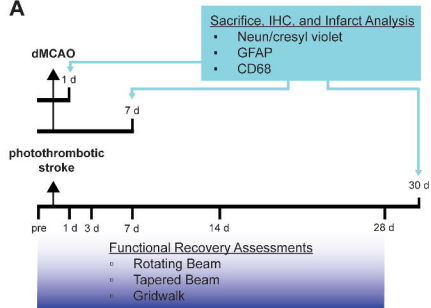 A
Sacrifice, IHC, and Infarct Analysis
▪ Neun/cresyl violet
▪ GFAP
▪ CD68
dMCAO
1 d
7 d
photothrombotic
stroke
30 d
pre 1 d 3 d 7 d 14 d 28 d
Functional Recovery Assessments
▫ Rotating Beam
▫ Tapered Beam
▫ Gridwalk